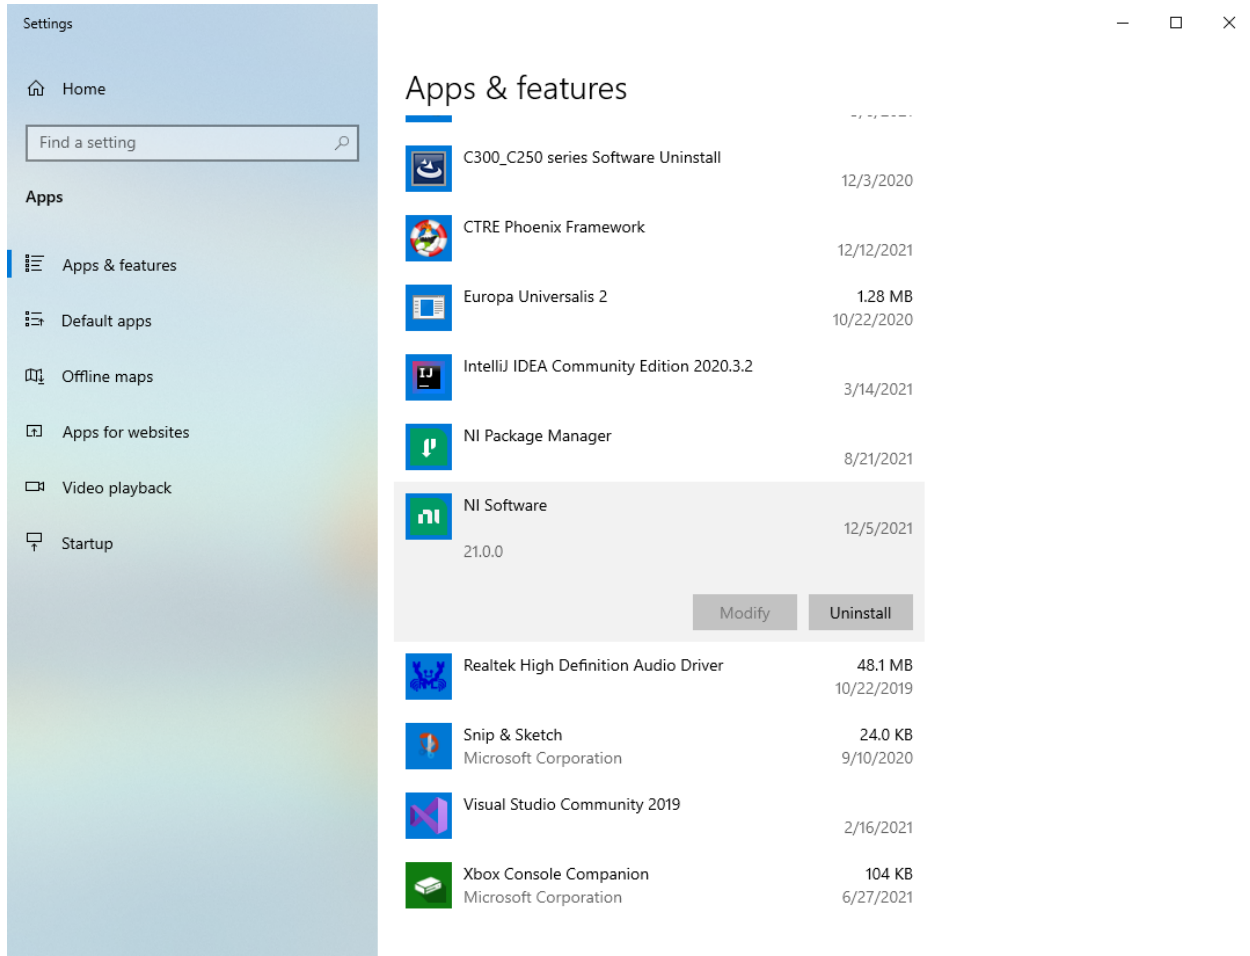 Settings
Home
Find a setting
Apps
Apps & features
Default apps
Offline maps
Apps for websites
Video playback
Startup
Apps & features
C300_C250 series Software Uninstall
12/3/2020
CTRE Phoenix Framework
12/12/2021
Europa Universalis 2
1.28 MB
10/22/2020
IntelliJ IDEA Community Edition 2020.3.2
3/14/2021
NI Package Manager
8/21/2021
NI Software
12/5/2021
21.0.0
Modify
Uninstall
Realtek High Definition Audio Driver
48.1 MB
10/22/2019
Snip & Sketch
24.0 KB
Microsoft Corporation
9/10/2020
Visual Studio Community 2019
2/16/2021
Xbox Console Companion
104 KB
Microsoft Corporation
6/27/2021